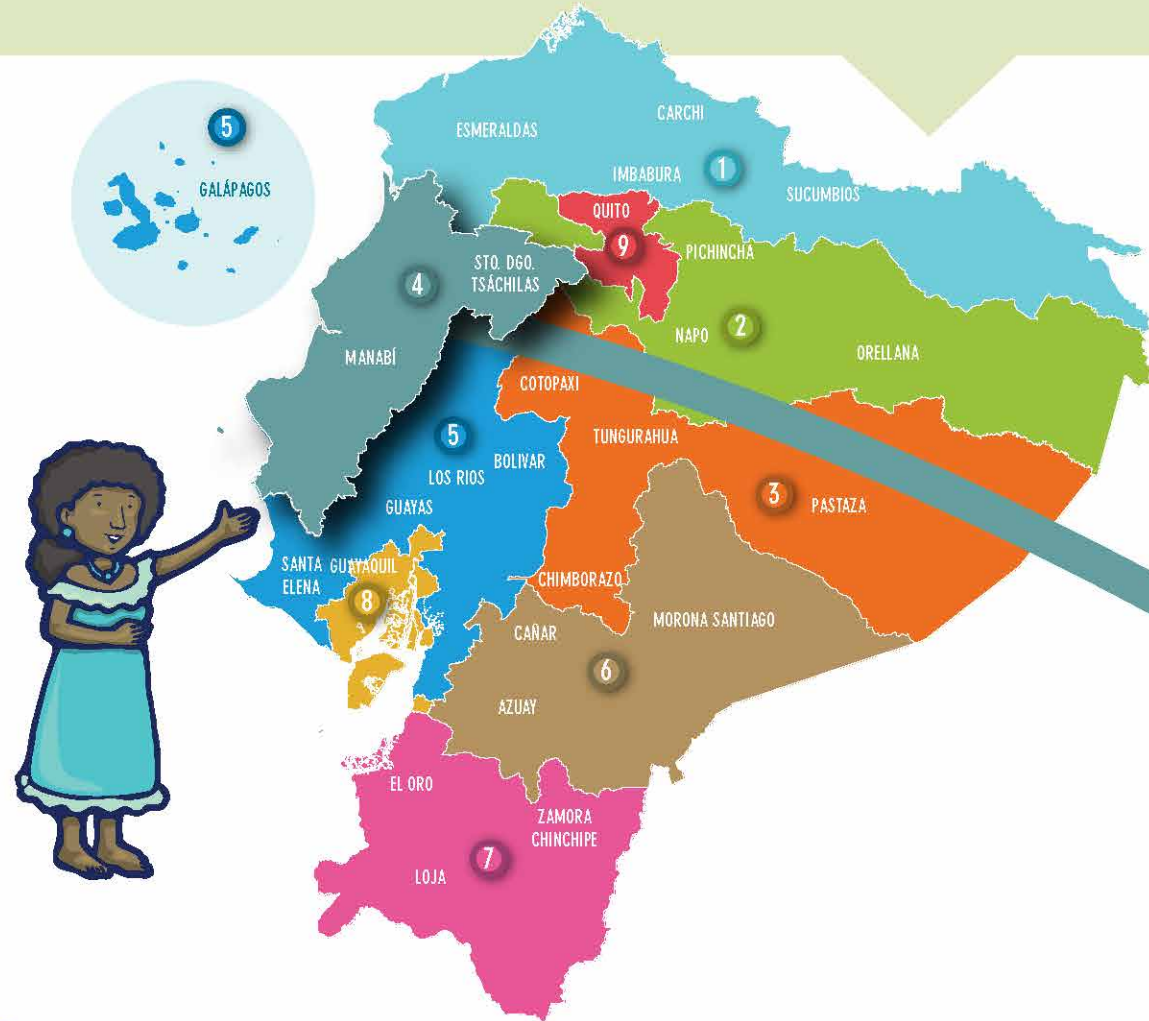 5
GALÁPAGOS
ESMERALDAS
CARCHI
IMBABURA
1
SUCUMBIOS
QUITO
9
PICHINCHA
4
STO. DGO.
TSÁCHILAS
MANABÍ
NAPO
2
ORELLANA
COTOPAXI
TUNGURAHUA
5
LOS RIOS
BOLIVAR
GUAYAS
3
PASTAZA
SANTA
ELENA
GUAYAQUIL
8
CHIMBORAZO
CAÑAR
MORONA SANTIAGO
6
AZUAY
EL ORO
ZAMORA
CHINCHIPE
7
LOJA